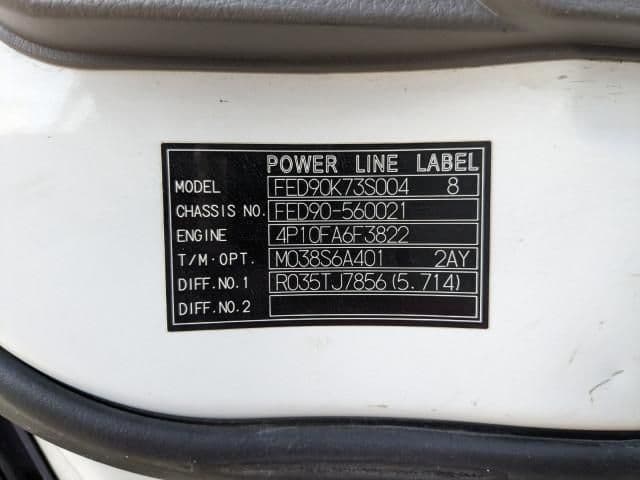 POWER LINE LABEL
MODEL FED90K73S004 8
CHASSIS NO. FED90-560021
ENGINE 4P10FA6F3822
T/M·OPT. M038S6A401 2AY
DIFF.NO.1 R035TJ7856(5.714)
DIFF.NO.2